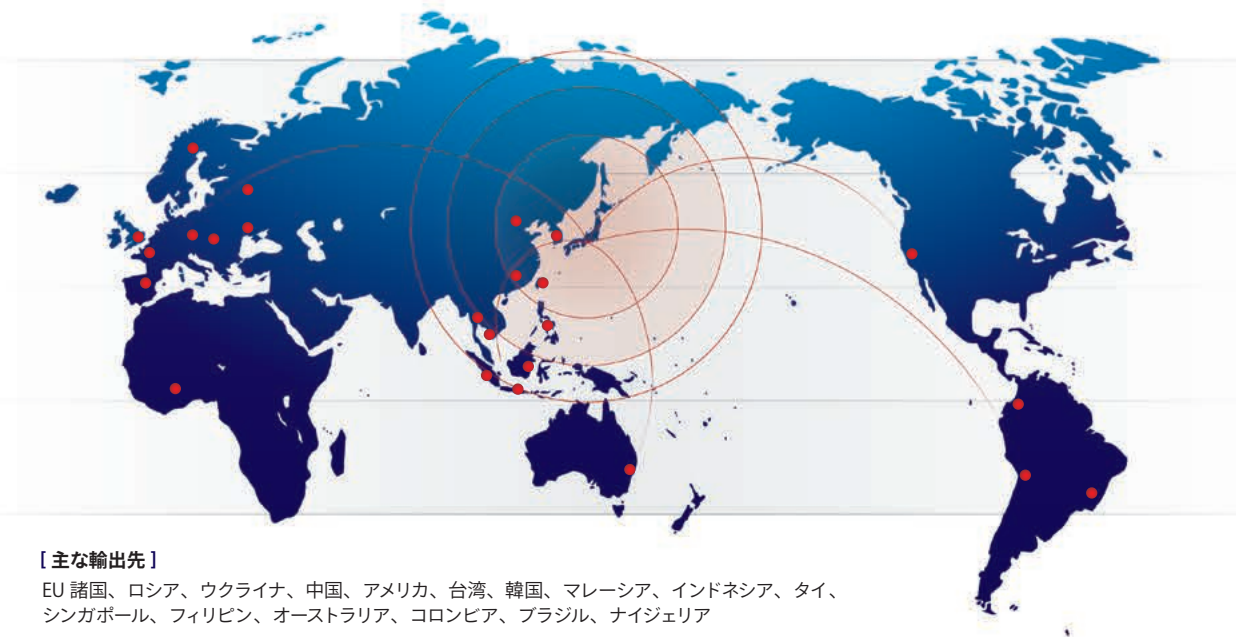 [ 主な輸出先 ]
EU 諸国、ロシア、ウクライナ、中国、アメリカ、台湾、韓国、マレーシア、インドネシア、タイ、
シンガポール、フィリピン、オーストラリア、コロンビア、ブラジル、ナイジェリア